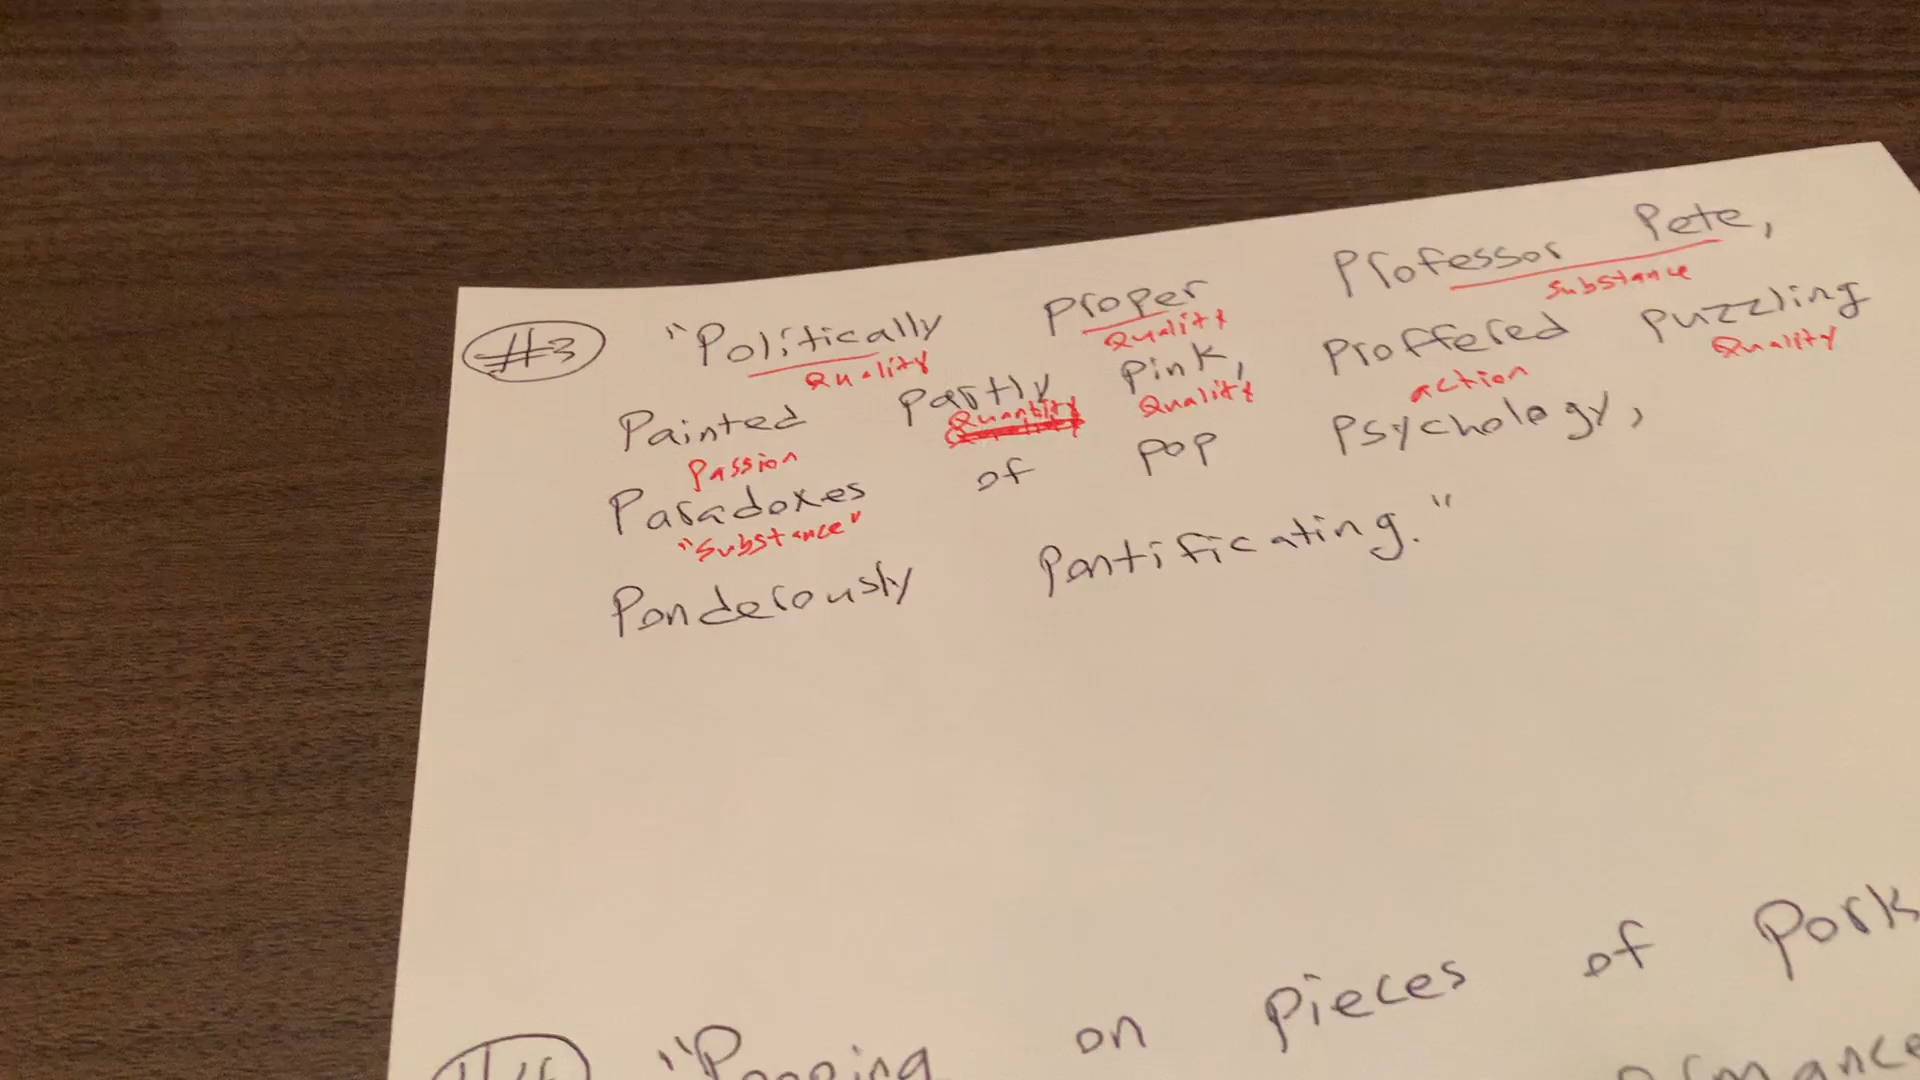 #3 "Politically proper Professor Pete,
Quality Quality Substance
Painted partly pink, proffered puzzling
Passion Quantity Quality action Quality
Paradoxes of pop psychology,
"Substance"
Ponderously pontificating."
on pieces of pork